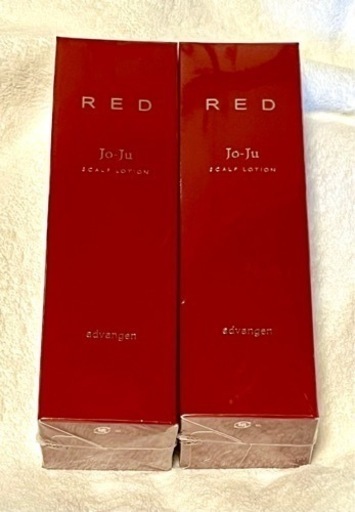 RED
Jo-Ju
SCALP LOTION
advangen
RED
Jo-Ju
SCALP LOTION
advangen